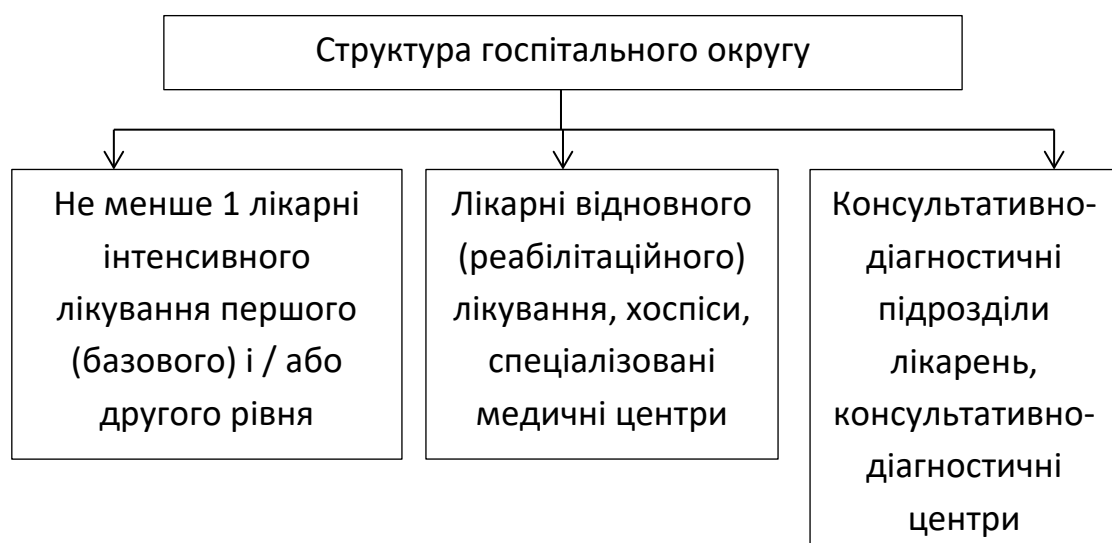 Структура госпітального округу
Не менше 1 лікарні
інтенсивного
лікування першого
(базового) і / або
другого рівня
Лікарні відновного
(реабілітаційного)
лікування, хоспіси,
спеціалізовані
медичні центри
Консультативно-
діагностичні
підрозділи
лікарень,
консультативно-
діагностичні
центри